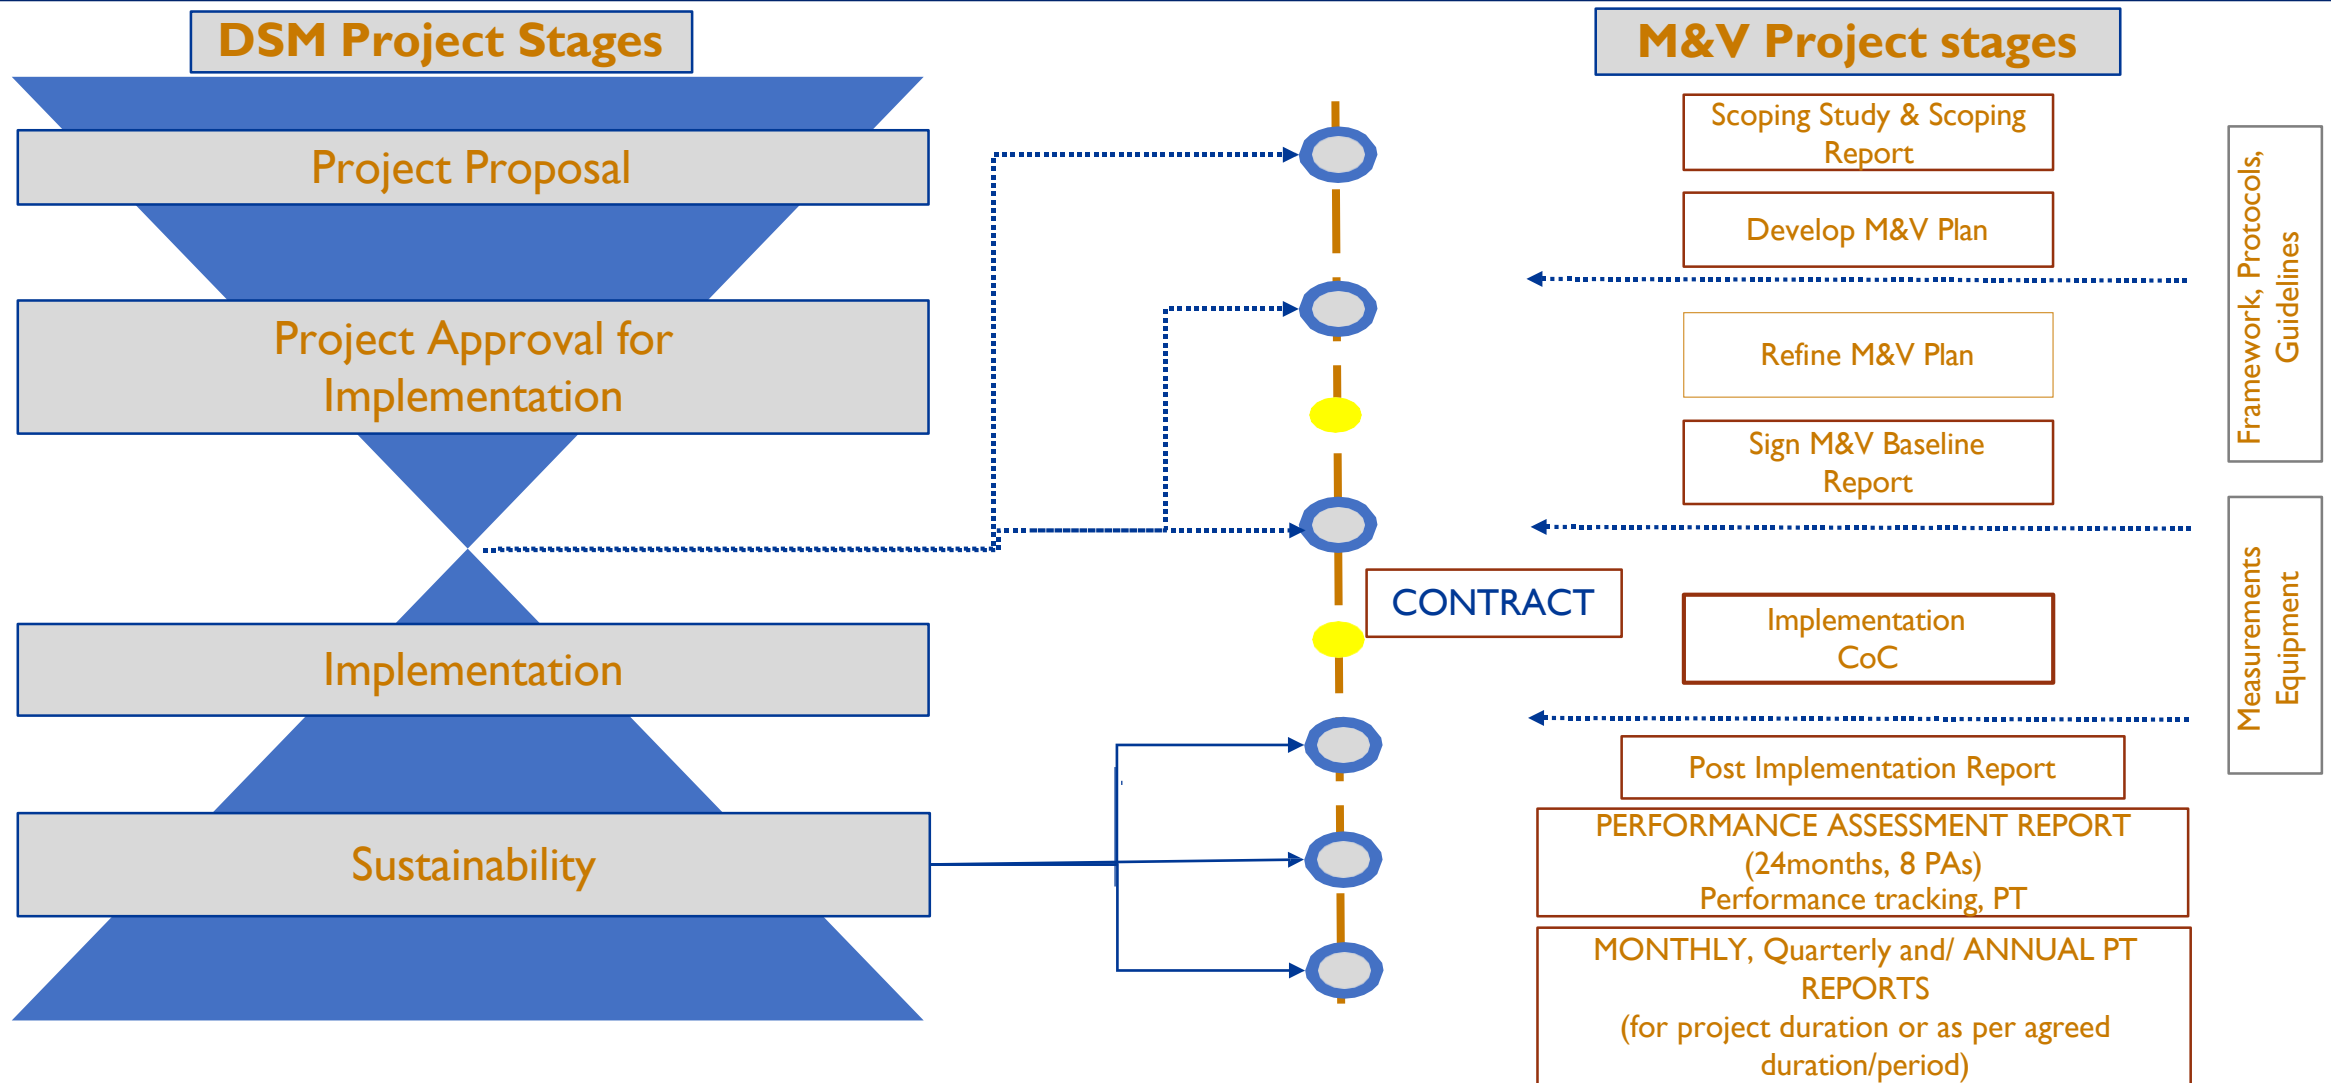 DSM Project Stages
M&V Project stages
Project Proposal
Project Approval for
Implementation
Implementation
Sustainability
CONTRACT
Scoping Study & Scoping
Report
Develop M&V Plan
Refine M&V Plan
Sign M&V Baseline
Report
Implementation
CoC
Post Implementation Report
PERFORMANCE ASSESSMENT REPORT
(24months, 8 PAs)
Performance tracking, PT
MONTHLY, Quarterly and/ ANNUAL PT
REPORTS
(for project duration or as per agreed
duration/period)
Framework, Protocols,
Guidelines
Measurements
Equipment